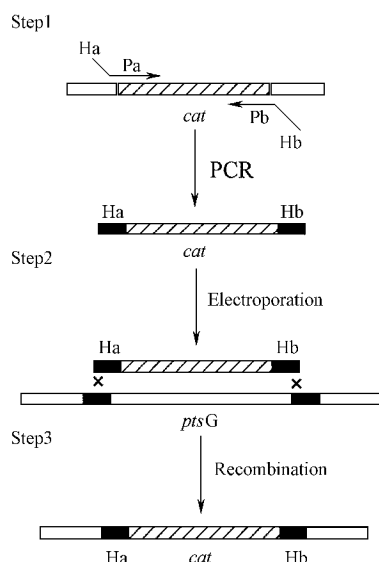 Step1
Ha
Pa
cat
Pb
Hb
PCR
Ha Hb
cat
Step2
Electroporation
Ha Hb
ptsG
Step3
Recombination
Ha cat Hb